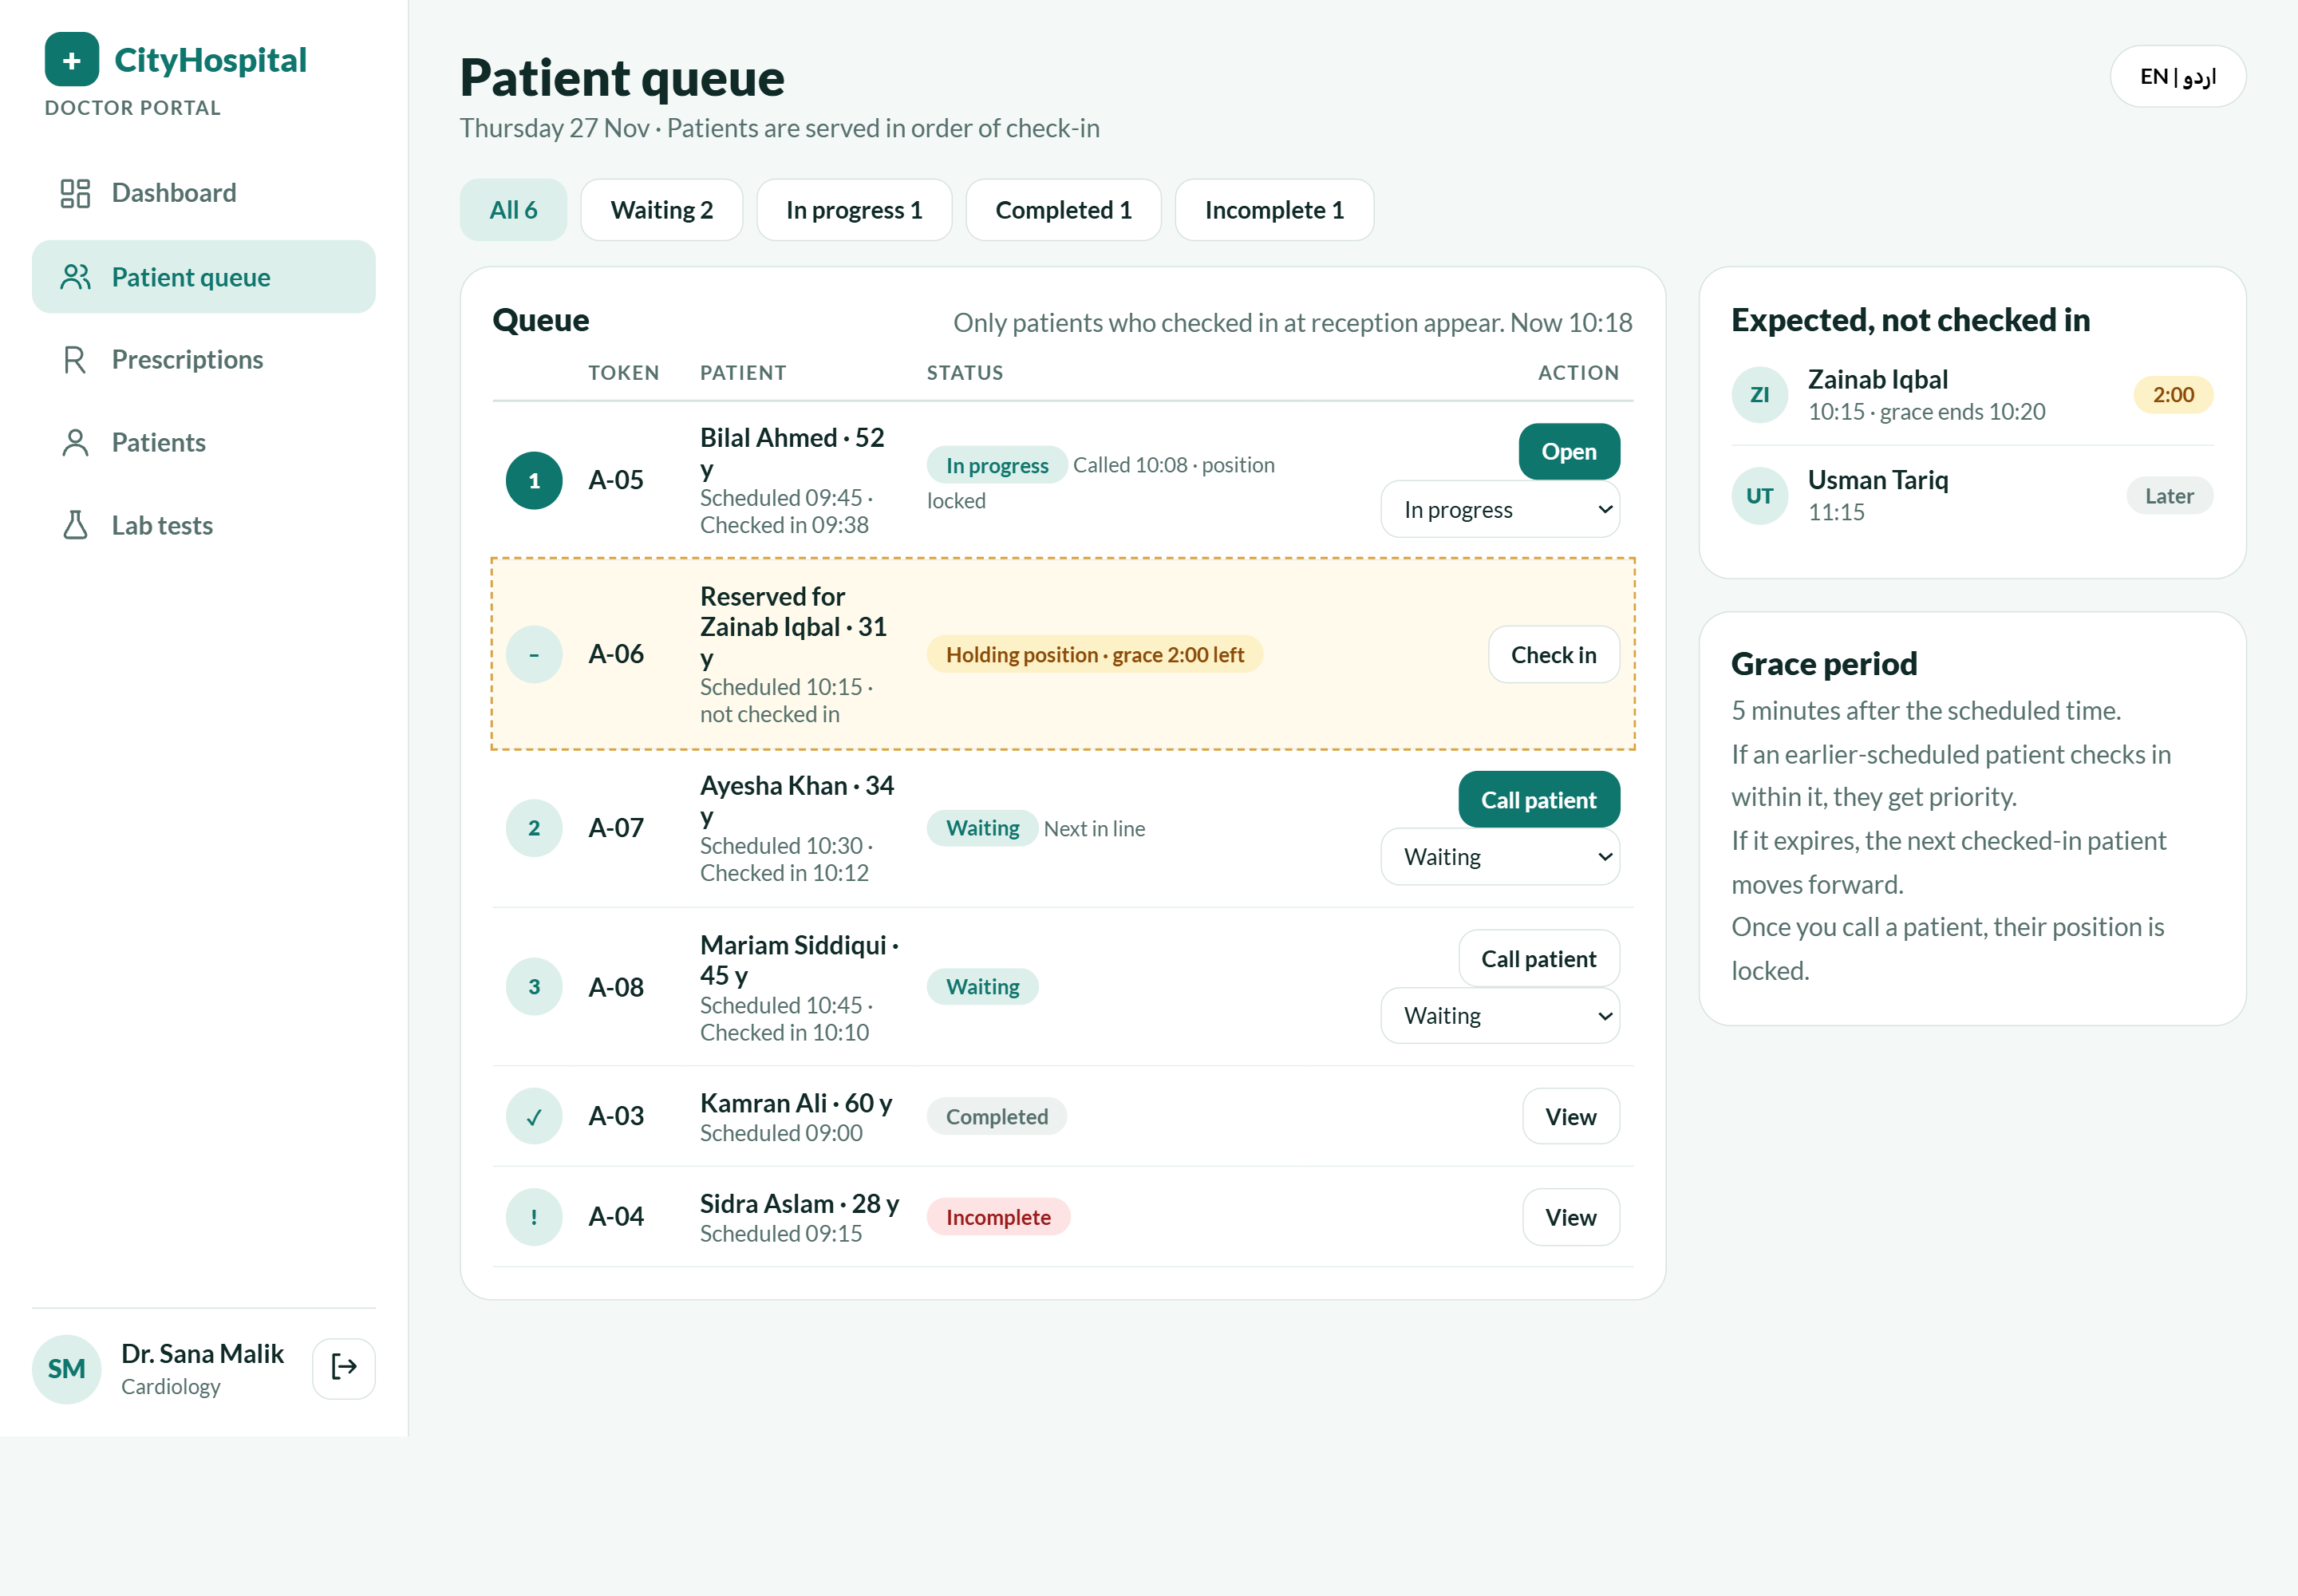 + CityHospital
DOCTOR PORTAL
Dashboard
Patient queue
Prescriptions
Patients
Lab tests
SM
Dr. Sana Malik
Cardiology
Patient queue
Thursday 27 Nov · Patients are served in order of check-in
EN | اردو
All 6
Waiting 2
In progress 1
Completed 1
Incomplete 1
Queue
Only patients who checked in at reception appear. Now 10:18
TOKEN PATIENT STATUS ACTION
1
A-05
Bilal Ahmed · 52
y
Scheduled 09:45 ·
Checked in 09:38
In progress Called 10:08 · position
locked
Open
In progress
–
A-06
Reserved for
Zainab Iqbal · 31
y
Scheduled 10:15 ·
not checked in
Holding position · grace 2:00 left
Check in
2
A-07
Ayesha Khan · 34
y
Scheduled 10:30 ·
Checked in 10:12
Waiting Next in line
Call patient
Waiting
3
A-08
Mariam Siddiqui ·
45 y
Scheduled 10:45 ·
Checked in 10:10
Waiting
Call patient
Waiting
✓
A-03
Kamran Ali · 60 y
Scheduled 09:00
Completed
View
!
A-04
Sidra Aslam · 28 y
Scheduled 09:15
Incomplete
View
Expected, not checked in
ZI
Zainab Iqbal
10:15 · grace ends 10:20
2:00
UT
Usman Tariq
11:15
Later
Grace period
5 minutes after the scheduled time.
If an earlier-scheduled patient checks in
within it, they get priority.
If it expires, the next checked-in patient
moves forward.
Once you call a patient, their position is
locked.